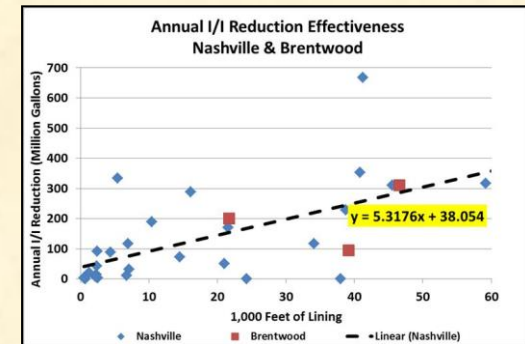 Annual I/I Reduction Effectiveness
Nashville & Brentwood
Annual I/I Reduction (Million Gallons)
700
600
500
400
300
200
100
0
y = 5.3176x + 38.054
0 10 20 30 40 50 60
1,000 Feet of Lining
Nashville Brentwood Linear (Nashville)